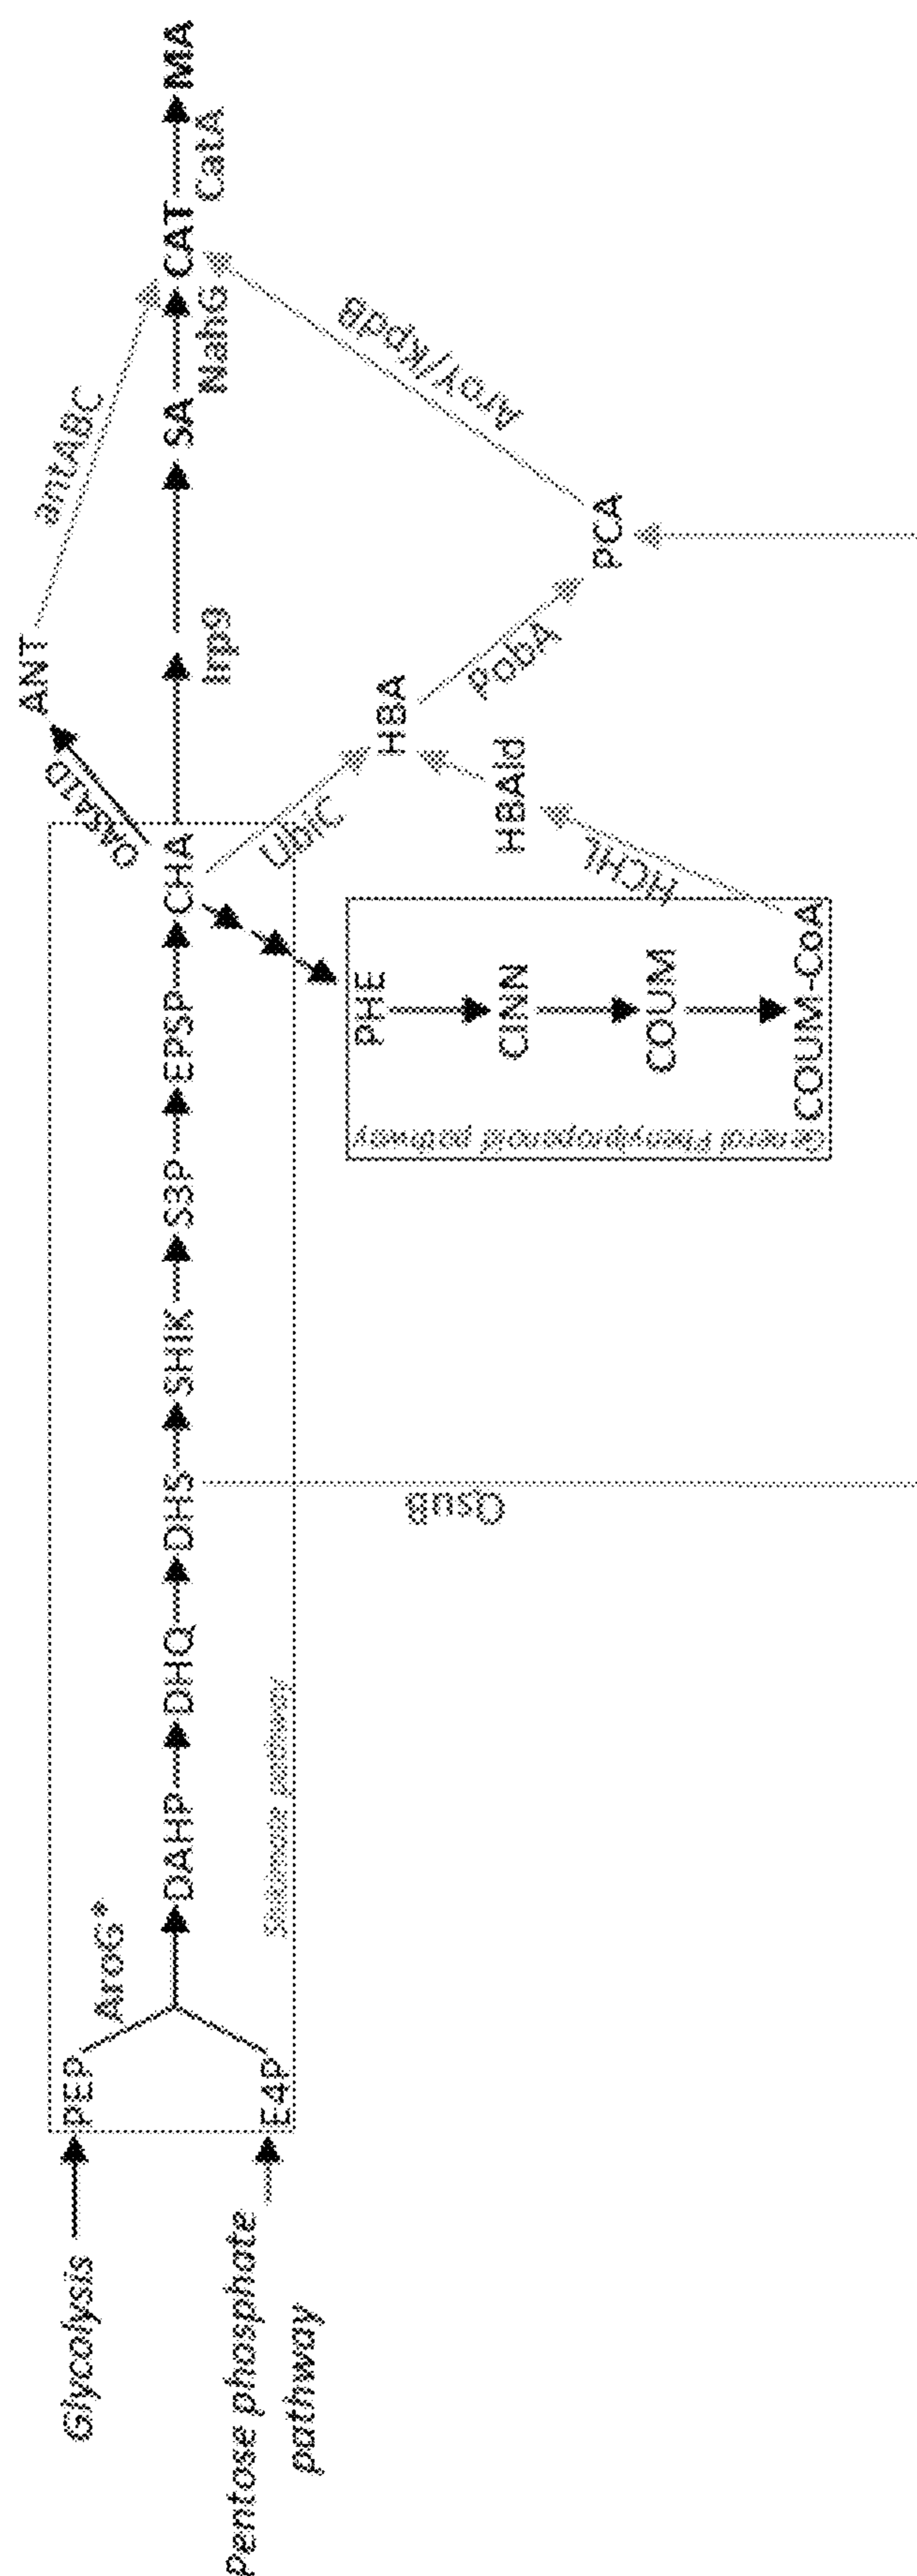 Glycolysis
Pentose phosphate
pathway
PEP
E4P
AroG*
DAHP
DHQ
DHS
SHIK
S3P
EPSP
CHA
Shikimate pathway
QsubB
OASA1D
ANT
antABC
Irp9
SA
NahG
CAT
CatA
MA
UbiC
HBA
PobA
PCA
AroY/KpdB
HBAld
HCHL
PHE
CINN
COUM
COUM-CoA
General Phenylpropanoid pathway